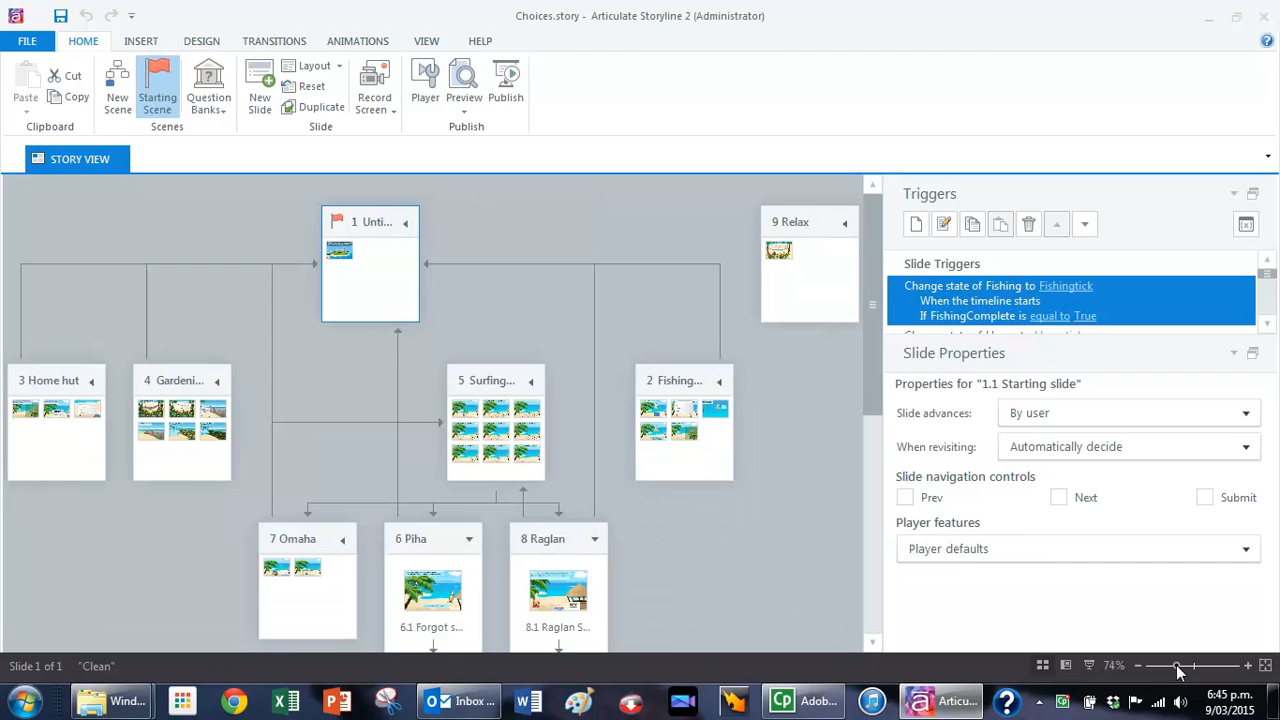 Choices.story - Articulate Storyline 2 (Administrator)
FILE HOME INSERT DESIGN TRANSITIONS ANIMATIONS VIEW HELP
Paste
Cut
Copy
Clipboard
New Scene
Starting Scene
Question Banks
Scenes
New Slide
Layout
Reset
Duplicate
Slide
Record Screen
Player
Preview
Publish
Publish
STORY VIEW
1 Unti...
9 Relax
3 Home hut
4 Gardeni...
5 Surfing...
2 Fishing...
7 Omaha
6 Piha
8 Raglan
6.1 Forgot s...
8.1 Raglan S...
Triggers
Slide Triggers
Change state of Fishing to Fishingtick
When the timeline starts
If FishingComplete is equal to True
Slide Properties
Properties for "1.1 Starting slide"
Slide advances: By user
When revisiting: Automatically decide
Slide navigation controls
Prev Next Submit
Player features
Player defaults
Slide 1 of 1 "Clean"
74%
Wind...
Inbox ...
Adob...
Articu...
6:45 p.m.
9/03/2015